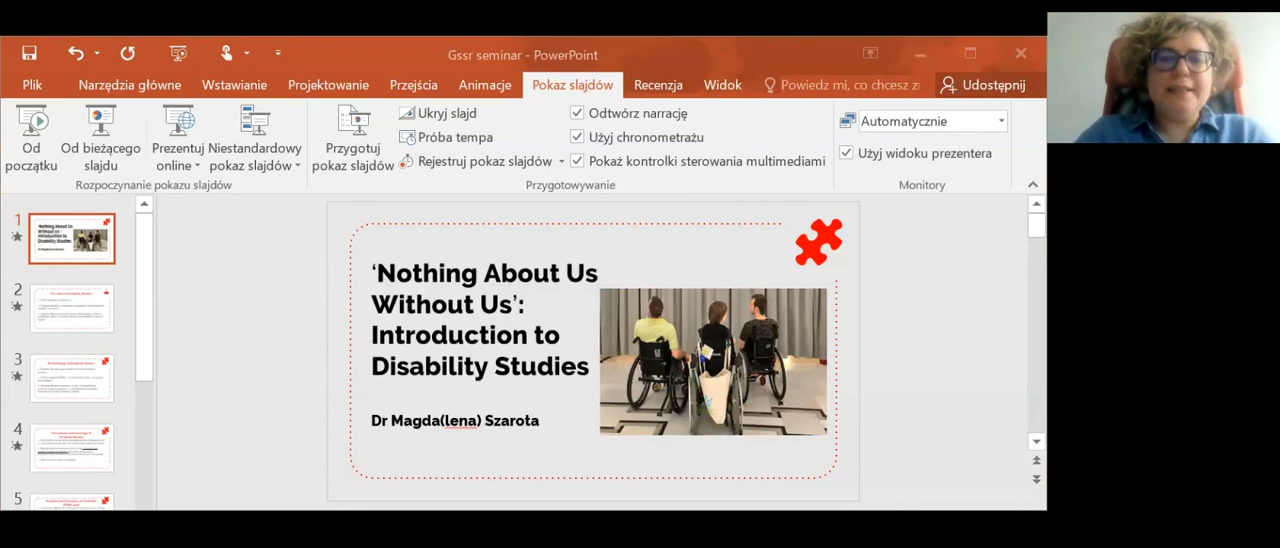 Gssr seminar - PowerPoint
Plik
Narzędzia główne
Wstawianie
Projektowanie
Przejścia
Animacje
Pokaz slajdów
Recenzja
Widok
Powiedz mi, co chcesz z
Udostępnij
Od
początku
Od bieżącego
slajdu
Prezentuj
online
Niestandardowy
pokaz slajdów
Rozpoczynanie pokazu slajdów
Przygotuj
pokaz slajdów
Ukryj slajd
Próba tempa
Rejestruj pokaz slajdów
Odtwórz narrację
Użyj chronometrażu
Pokaż kontrolki sterowania multimediami
Przygotowywanie
Automatycznie
Użyj widoku prezentera
Monitory
1
2
3
4
5
‘Nothing About Us
Without Us’:
Introduction to
Disability Studies
Dr Magda(lena) Szarota